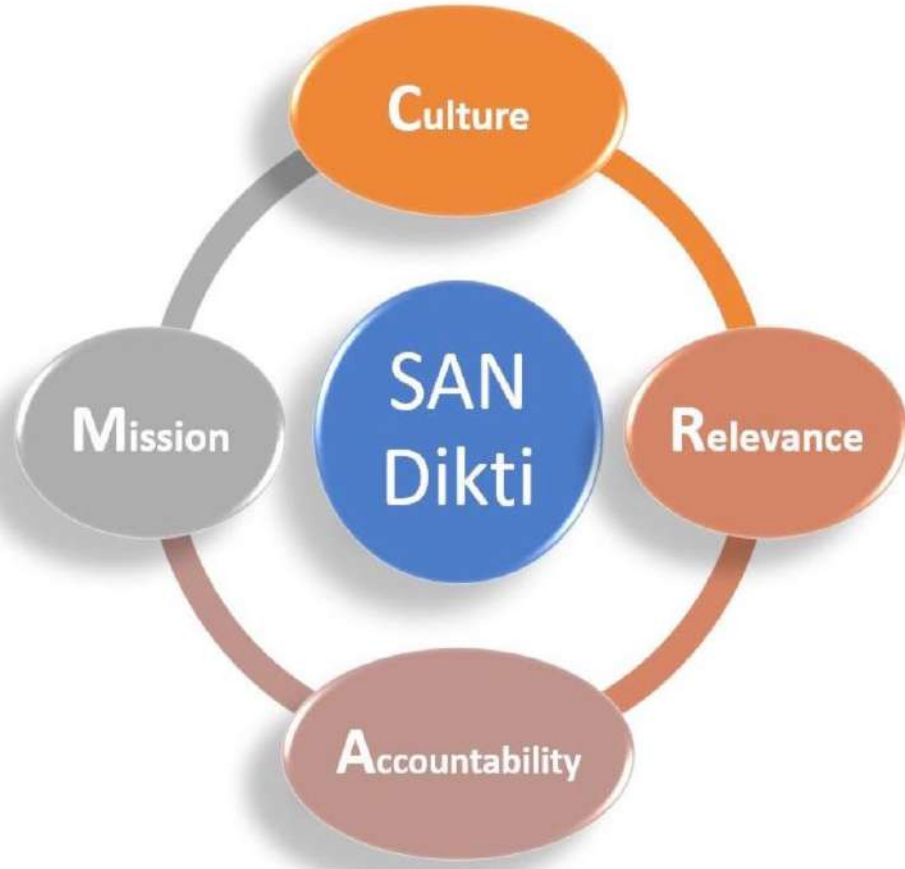 Culture
Mission
SAN
Dikti
Relevance
Accountability